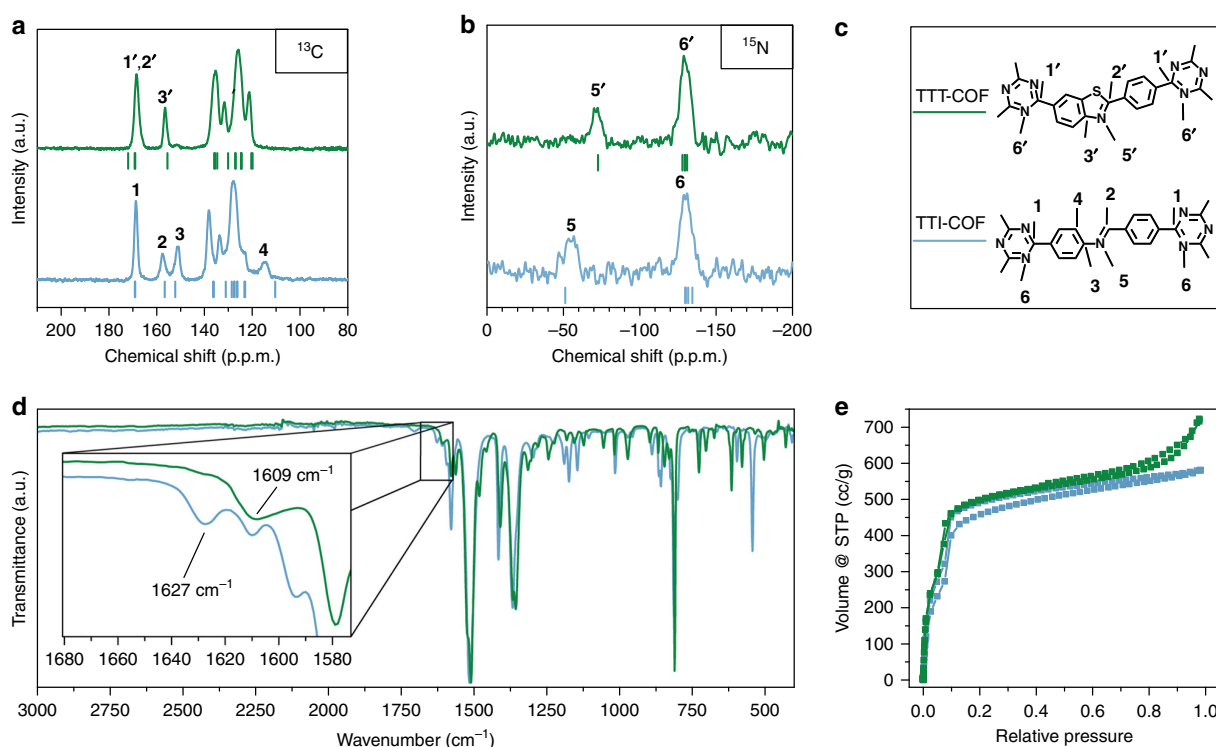 a
13C
1′,2′
3′
1
2
3
4
Intensity (a.u.)
200 180 160 140 120 100 80
Chemical shift (p.p.m.)
b
15N
6′
5′
6
5
Intensity (a.u.)
0 −50 −100 −150 −200
Chemical shift (p.p.m.)
c
TTT-COF
1′ 2′ 1′
N N S N N
N N N N
6′ 3′ 5′ 6′
TTI-COF
1 4 2 1
N N N N
N N N N
6 3 5 6
d
1609 cm−1
1627 cm−1
1680 1660 1640 1620 1600 1580
Transmittance (a.u.)
3000 2750 2500 2250 2000 1750 1500 1250 1000 750 500
Wavenumber (cm−1)
e
700
600
500
400
300
200
100
0
Volume @ STP (cc/g)
0.0 0.2 0.4 0.6 0.8 1.0
Relative pressure